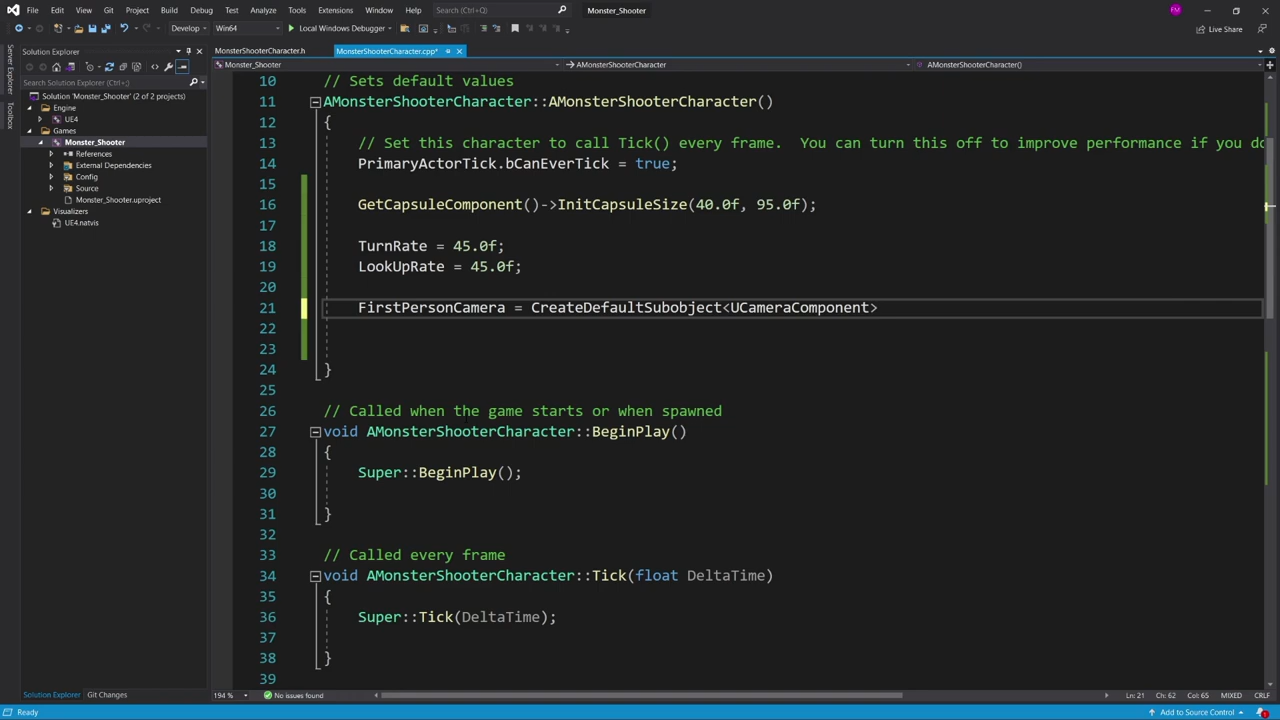 File Edit View Git Project Build Debug Test Analyze Tools Extensions Window Help Search (Ctrl+Q) Monster_Shooter FM
Develop Win64 Local Windows Debugger Live Share
Server Explorer
Toolbox
Solution Explorer
Search Solution Explorer (Ctrl+;)
Solution 'Monster_Shooter' (2 of 2 projects)
Engine
UE4
Games
Monster_Shooter
References
External Dependencies
Config
Source
Monster_Shooter.uproject
Visualizers
UE4.natvis
Solution Explorer Git Changes
MonsterShooterCharacter.h MonsterShooterCharacter.cpp*
Monster_Shooter AMonsterShooterCharacter AMonsterShooterCharacter()
10 // Sets default values
11 AMonsterShooterCharacter::AMonsterShooterCharacter()
12 {
13 // Set this character to call Tick() every frame.  You can turn this off to improve performance if you do
14 PrimaryActorTick.bCanEverTick = true;
15
16 GetCapsuleComponent()->InitCapsuleSize(40.0f, 95.0f);
17
18 TurnRate = 45.0f;
19 LookUpRate = 45.0f;
20
21 FirstPersonCamera = CreateDefaultSubobject<UCameraComponent>
22
23
24 }
25
26 // Called when the game starts or when spawned
27 void AMonsterShooterCharacter::BeginPlay()
28 {
29 Super::BeginPlay();
30
31 }
32
33 // Called every frame
34 void AMonsterShooterCharacter::Tick(float DeltaTime)
35 {
36 Super::Tick(DeltaTime);
37
38 }
39
194 % No issues found Ln: 21 Ch: 62 Col: 65 MIXED CRLF
Ready Add to Source Control